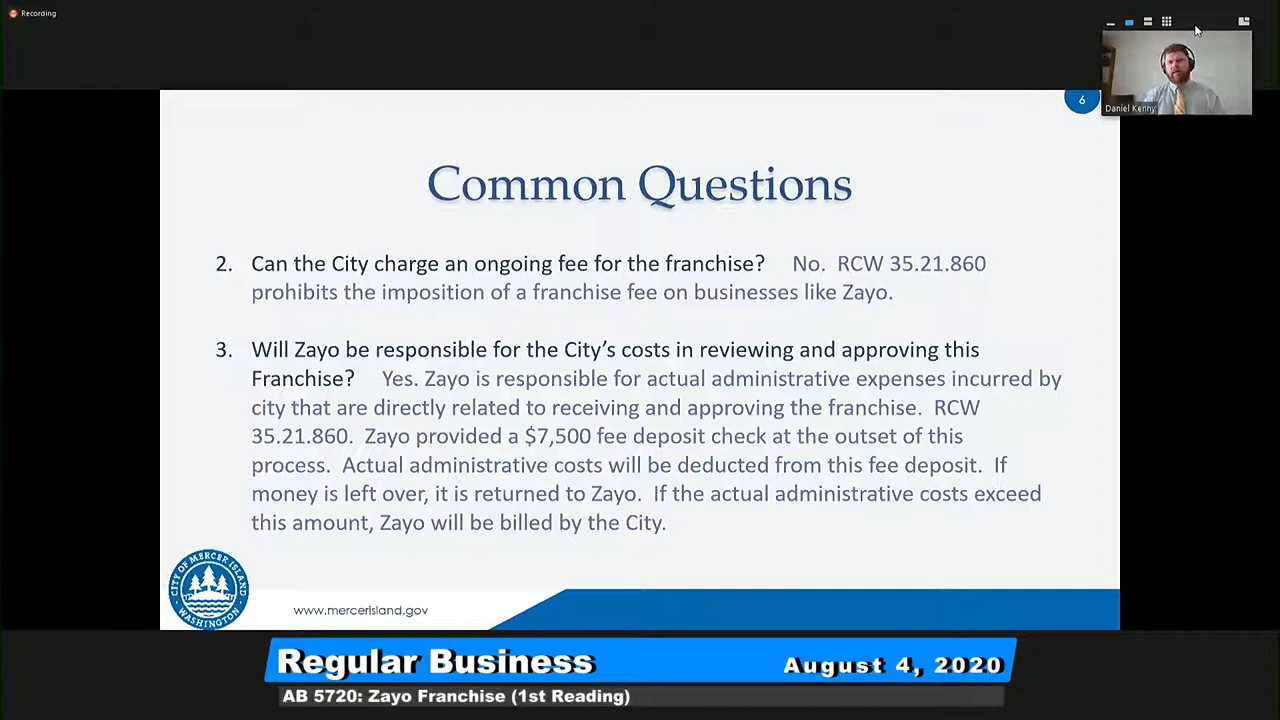 Recording
Daniel Kenny
6
Common Questions
2. Can the City charge an ongoing fee for the franchise? No. RCW 35.21.860
prohibits the imposition of a franchise fee on businesses like Zayo.
3. Will Zayo be responsible for the City’s costs in reviewing and approving this
Franchise? Yes. Zayo is responsible for actual administrative expenses incurred by
city that are directly related to receiving and approving the franchise. RCW
35.21.860. Zayo provided a $7,500 fee deposit check at the outset of this
process. Actual administrative costs will be deducted from this fee deposit. If
money is left over, it is returned to Zayo. If the actual administrative costs exceed
this amount, Zayo will be billed by the City.
CITY OF MERCER ISLAND
WASHINGTON
www.mercerisland.gov
Regular Business August 4, 2020
AB 5720: Zayo Franchise (1st Reading)